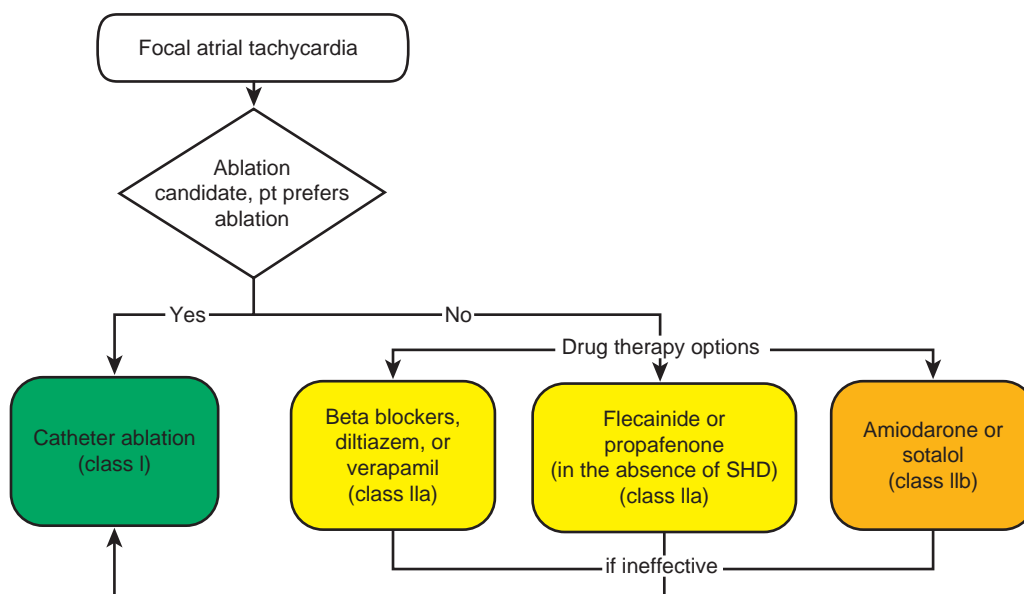 Focal atrial tachycardia
Ablation
candidate, pt prefers
ablation
Yes
No
Drug therapy options
Catheter ablation
(class I)
Beta blockers,
diltiazem, or
verapamil
(class IIa)
Flecainide or
propafenone
(in the absence of SHD)
(class IIa)
Amiodarone or
sotalol
(class IIb)
if ineffective